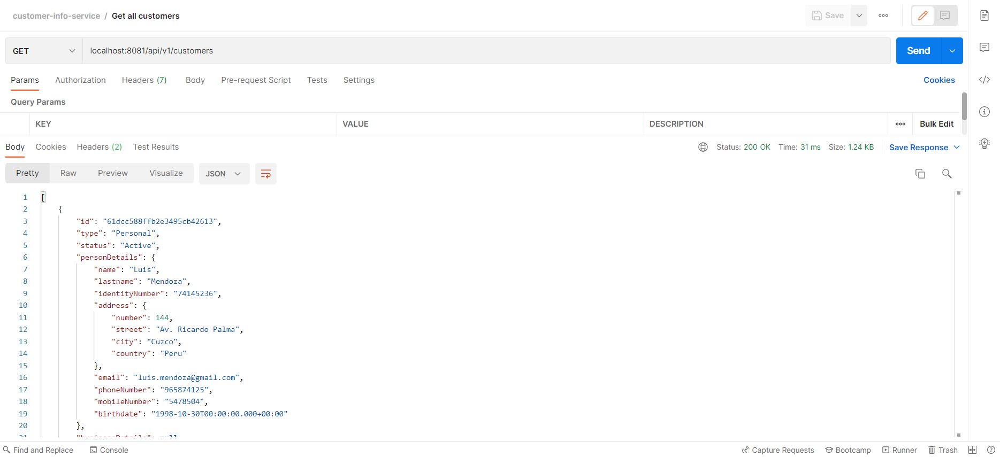 customer-info-service / Get all customers
Save
GET
localhost:8081/api/v1/customers
Send
Params Authorization Headers (7) Body Pre-request Script Tests Settings Cookies
Query Params
KEY VALUE DESCRIPTION Bulk Edit
Body Cookies Headers (2) Test Results Status: 200 OK Time: 31 ms Size: 1.24 KB Save Response
Pretty Raw Preview Visualize JSON
1 [
2 {
3 "id": "61dcc588ffb2e3495cb42613",
4 "type": "Personal",
5 "status": "Active",
6 "personDetails": {
7 "name": "Luis",
8 "lastname": "Mendoza",
9 "identityNumber": "74145236",
10 "address": {
11 "number": 144,
12 "street": "Av. Ricardo Palma",
13 "city": "Cuzco",
14 "country": "Peru"
15 },
16 "email": "luis.mendoza@gmail.com",
17 "phoneNumber": "965874125",
18 "mobileNumber": "5478504",
19 "birthdate": "1998-10-30T00:00:00.000+00:00"
20 },
21 "businessDetails": null
Find and Replace Console Capture Requests Bootcamp Runner Trash